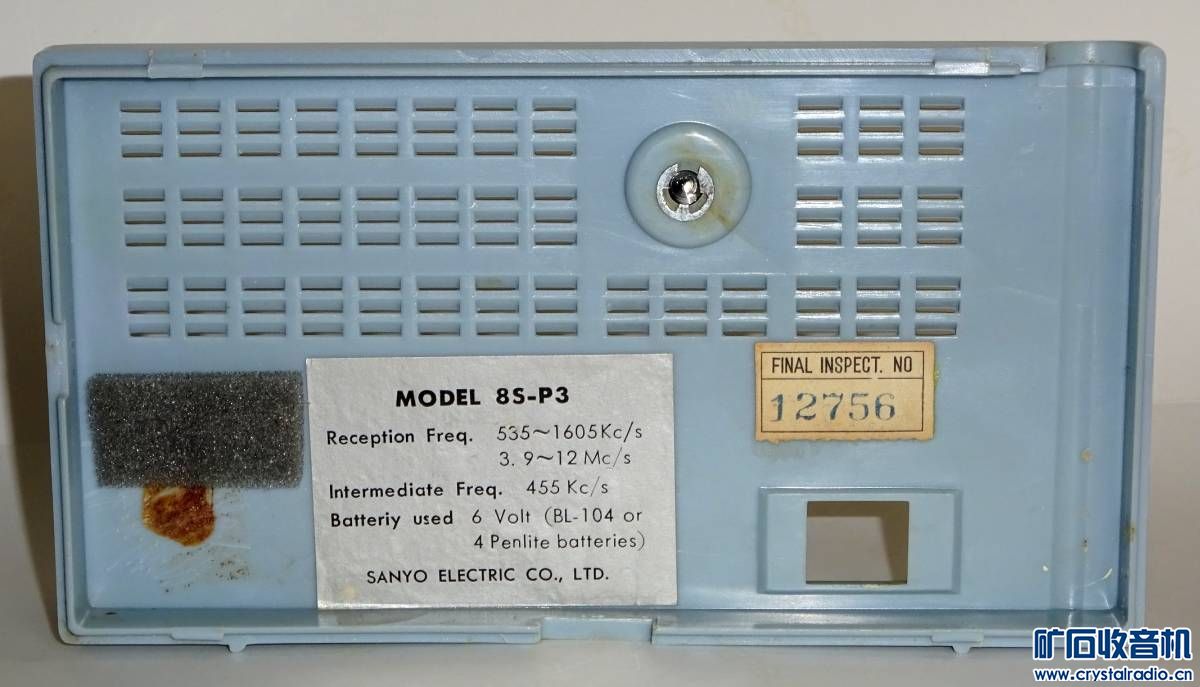 MODEL 8S-P3
Reception Freq. 535~1605Kc/s
3.9~12 Mc/s
Intermediate Freq. 455 Kc/s
Batteriy used 6 Volt (BL-104 or
4 Penlite batteries)
SANYO ELECTRIC CO., LTD.
FINAL INSPECT. NO
12756
矿石收音机
www.crystalradio.cn